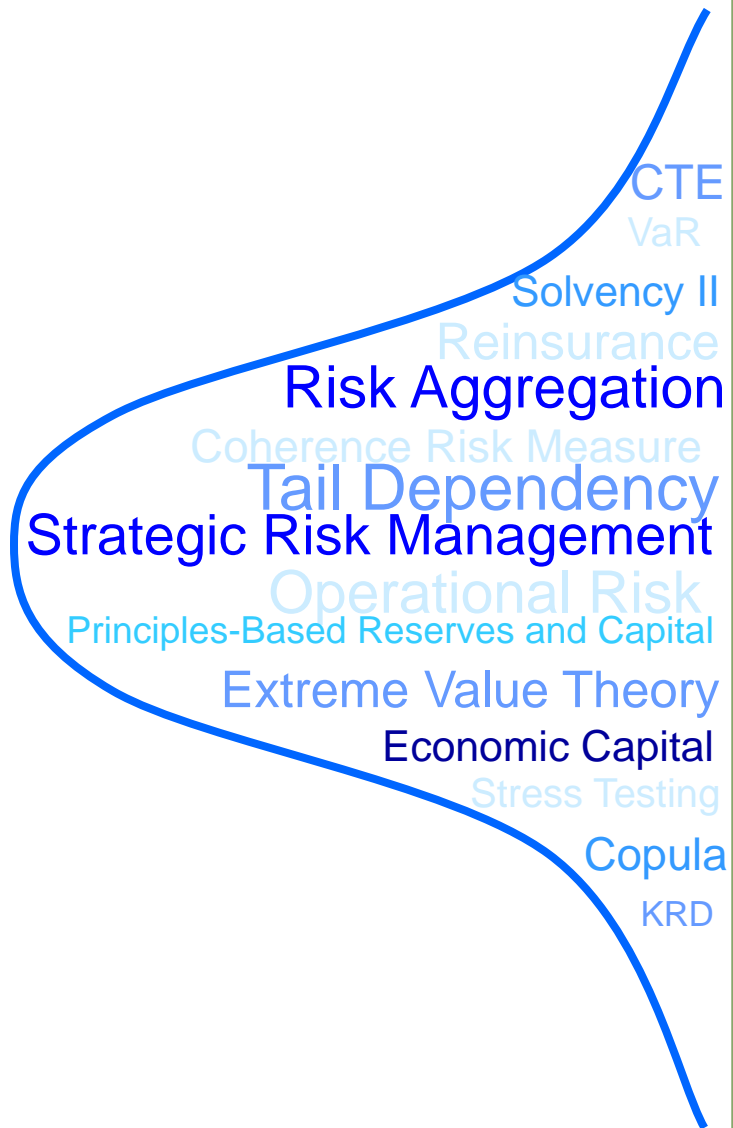 CTE
VaR
Solvency II
Reinsurance
Risk Aggregation
Coherence Risk Measure
Tail Dependency
Strategic Risk Management
Operational Risk
Principles-Based Reserves and Capital
Extreme Value Theory
Economic Capital
Stress Testing
Copula
KRD